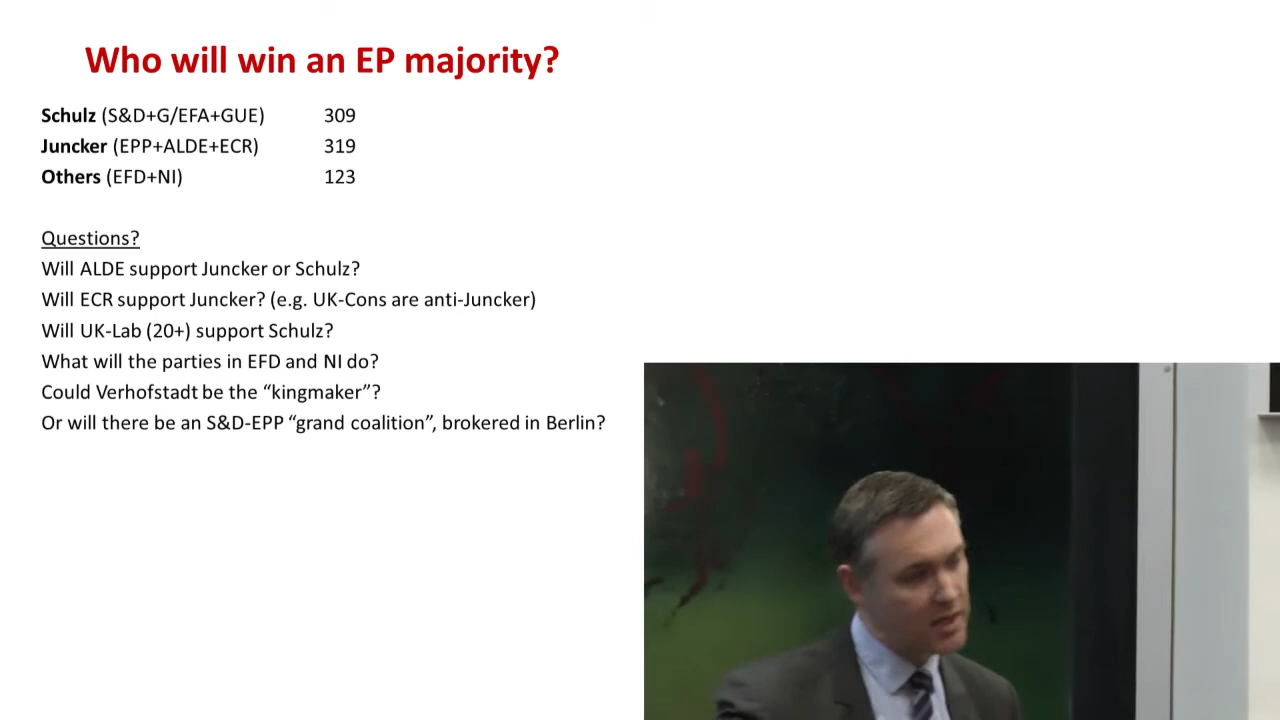 Who will win an EP majority?
Schulz (S&D+G/EFA+GUE) 309
Juncker (EPP+ALDE+ECR) 319
Others (EFD+NI) 123
Questions?
Will ALDE support Juncker or Schulz?
Will ECR support Juncker? (e.g. UK-Cons are anti-Juncker)
Will UK-Lab (20+) support Schulz?
What will the parties in EFD and NI do?
Could Verhofstadt be the “kingmaker”?
Or will there be an S&D-EPP “grand coalition”, brokered in Berlin?